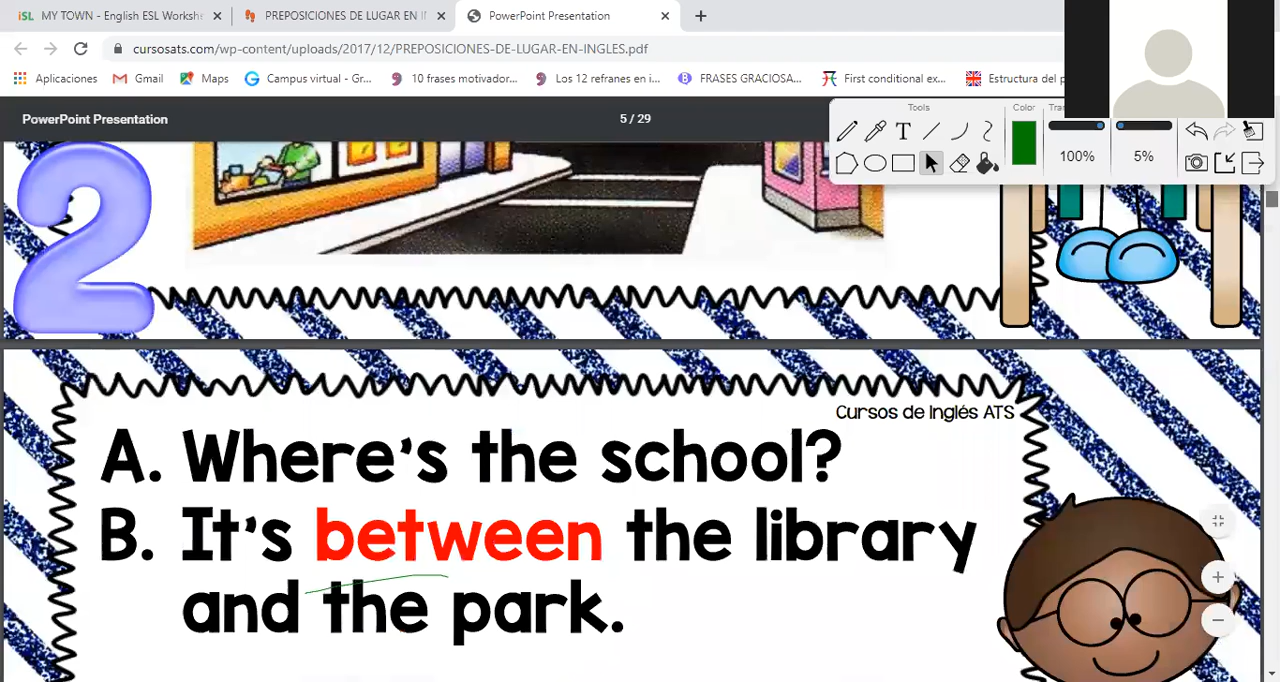 iSL MY TOWN - English ESL Workshe
PREPOSICIONES DE LUGAR EN I
PowerPoint Presentation
cursosats.com/wp-content/uploads/2017/12/PREPOSICIONES-DE-LUGAR-EN-INGLES.pdf
Aplicaciones
Gmail
Maps
Campus virtual - Gr...
10 frases motivador...
Los 12 refranes en i...
FRASES GRACIOSA...
First conditional ex...
Estructura del p
PowerPoint Presentation
5 / 29
Tools
Color
Tra
T
100%
5%
2
Cursos de Inglés ATS
A. Where's the school?
B. It's between the library
and the park.